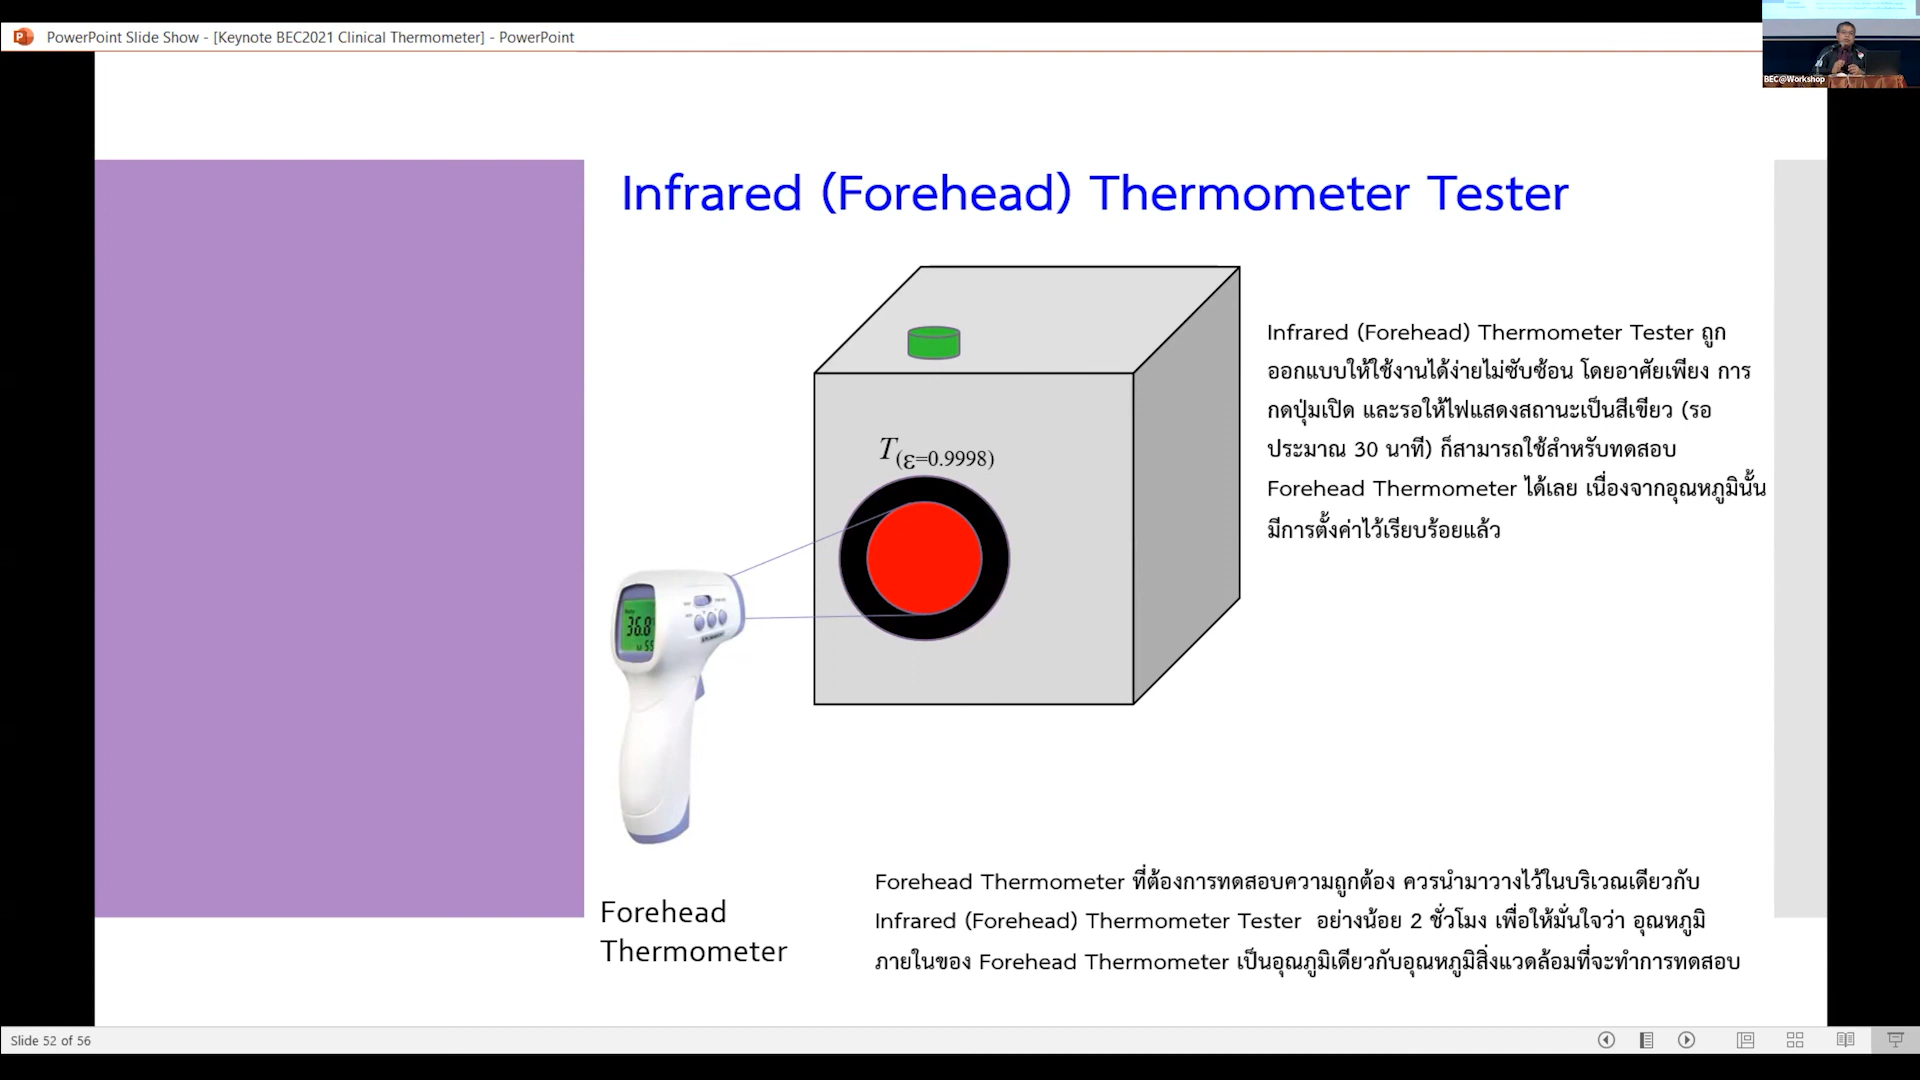 PowerPoint Slide Show - [Keynote BEC2021 Clinical Thermometer] - PowerPoint
BEC@Workshop
Infrared (Forehead) Thermometer Tester
Infrared (Forehead) Thermometer Tester ถูก
ออกแบบให้ใช้งานได้ง่ายไม่ซับซ้อน โดยอาศัยเพียง การ
กดปุ่มเปิด และรอให้ไฟแสดงสถานะเป็นสีเขียว (รอ
ประมาณ 30 นาที) ก็สามารถใช้สำหรับทดสอบ
Forehead Thermometer ได้เลย เนื่องจากอุณหภูมินั้น
มีการตั้งค่าไว้เรียบร้อยแล้ว
T(ε=0.9998)
36.8
Forehead
Thermometer
Forehead Thermometer ที่ต้องการทดสอบความถูกต้อง ควรนำมาวางไว้ในบริเวณเดียวกับ
Infrared (Forehead) Thermometer Tester อย่างน้อย 2 ชั่วโมง เพื่อให้มั่นใจว่า อุณหภูมิ
ภายในของ Forehead Thermometer เป็นอุณภูมิเดียวกับอุณหภูมิสิ่งแวดล้อมที่จะทำการทดสอบ
Slide 52 of 56